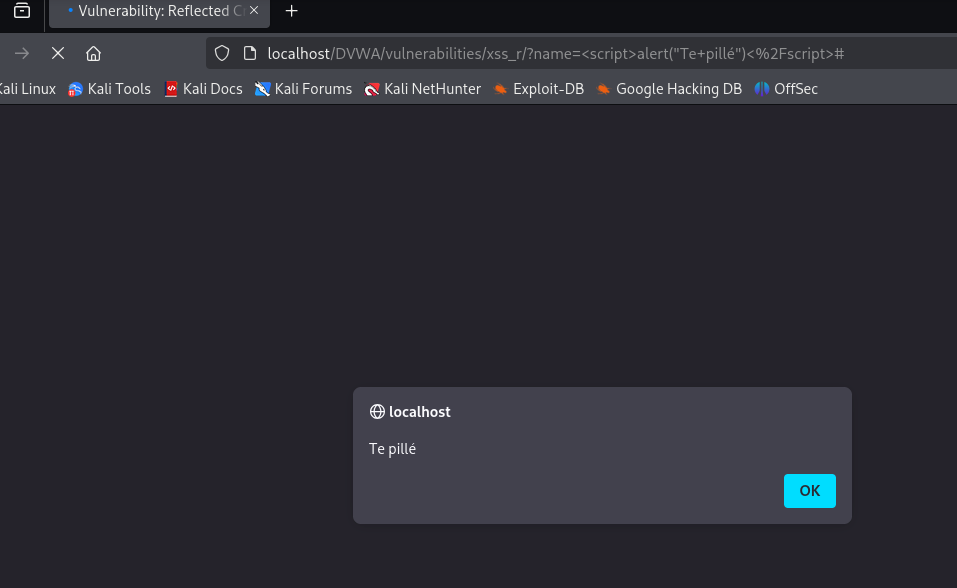 Vulnerability: Reflected C
localhost/DVWA/vulnerabilities/xss_r/?name=<script>alert("Te+pillé")<%2Fscript>#
Kali Linux Kali Tools Kali Docs Kali Forums Kali NetHunter Exploit-DB Google Hacking DB OffSec
localhost
Te pillé
OK